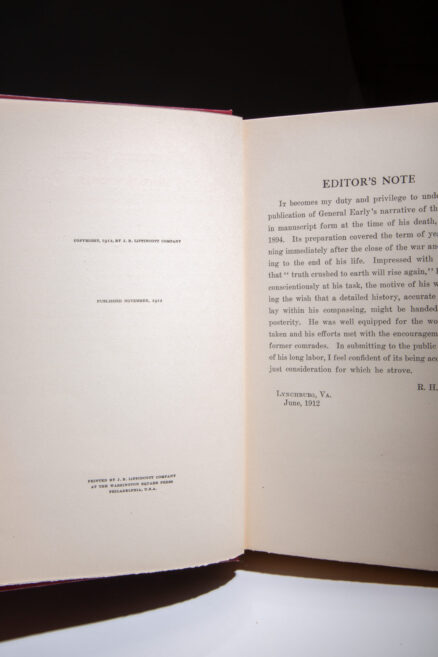 COPYRIGHT, 1912, BY J. B. LIPPINCOTT COMPANY
PUBLISHED NOVEMBER, 1912
PRINTED BY J. B. LIPPINCOTT COMPANY
AT THE WASHINGTON SQUARE PRESS
PHILADELPHIA, U.S.A.
EDITOR'S NOTE
It becomes my duty and privilege to unde
publication of General Early's narrative of th
in manuscript form at the time of his death,
1894. Its preparation covered the term of ye
ning immediately after the close of the war an
ing to the end of his life. Impressed with
that "truth crushed to earth will rise again,"
conscientiously at his task, the motive of his w
ing the wish that a detailed history, accurate
lay within his compassing, might be handed
posterity. He was well equipped for the wo
taken and his efforts met with the encouragem
former comrades. In submitting to the public
of his long labor, I feel confident of its being ac
just consideration for which he strove.
R. H.
Lynchburg, Va.
June, 1912